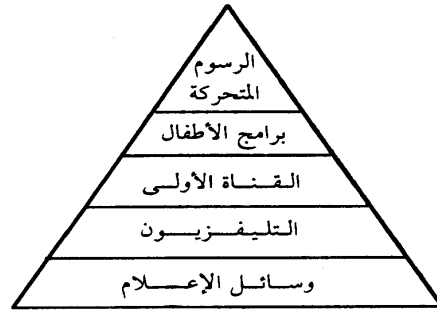 الرسوم
المتحركة
برامج الأطفال
القناة الأولى
التليفزيون
وسائل الإعلام